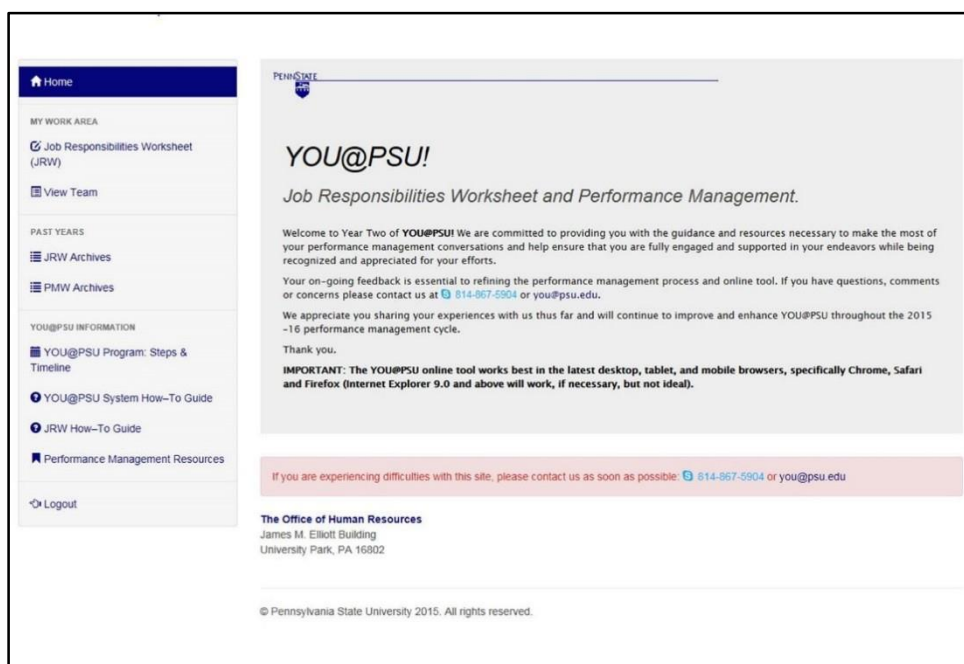 Home
MY WORK AREA
Job Responsibilities Worksheet
(JRW)
View Team
PAST YEARS
JRW Archives
PMW Archives
YOU@PSU INFORMATION
YOU@PSU Program: Steps &
Timeline
YOU@PSU System How-To Guide
JRW How-To Guide
Performance Management Resources
Logout
PENNSTATE
YOU@PSU!
Job Responsibilities Worksheet and Performance Management.
Welcome to Year Two of YOU@PSU! We are committed to providing you with the guidance and resources necessary to make the most of
your performance management conversations and help ensure that you are fully engaged and supported in your endeavors while being
recognized and appreciated for your efforts.
Your on-going feedback is essential to refining the performance management process and online tool. If you have questions, comments
or concerns please contact us at 814-867-5904 or you@psu.edu.
We appreciate you sharing your experiences with us thus far and will continue to improve and enhance YOU@PSU throughout the 2015
-16 performance management cycle.
Thank you.
IMPORTANT: The YOU@PSU online tool works best in the latest desktop, tablet, and mobile browsers, specifically Chrome, Safari
and Firefox (Internet Explorer 9.0 and above will work, if necessary, but not ideal).
If you are experiencing difficulties with this site, please contact us as soon as possible: 814-867-5904 or you@psu.edu
The Office of Human Resources
James M. Elliott Building
University Park, PA 16802
© Pennsylvania State University 2015. All rights reserved.